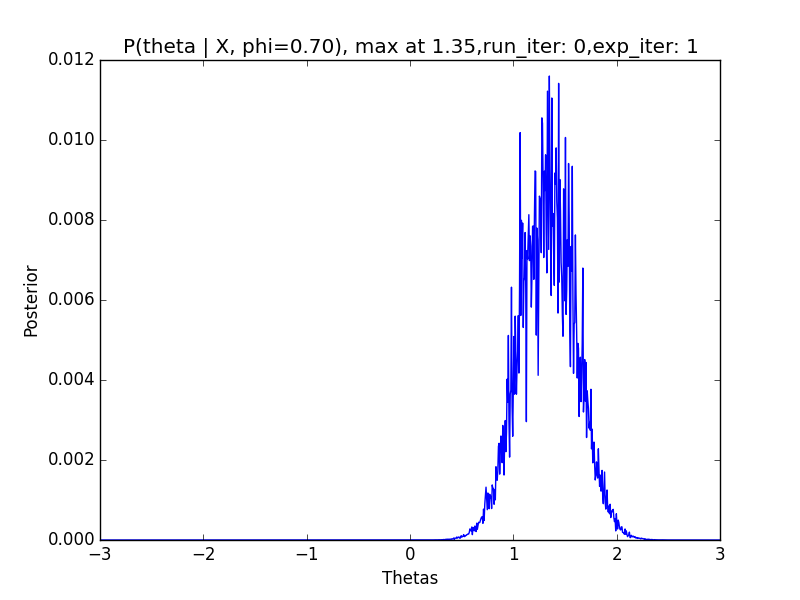 P(theta | X, phi=0.70), max at 1.35,run_iter: 0,exp_iter: 1
0.012
0.010
0.008
0.006
0.004
0.002
0.000
Posterior
−3 −2 −1 0 1 2 3
Thetas